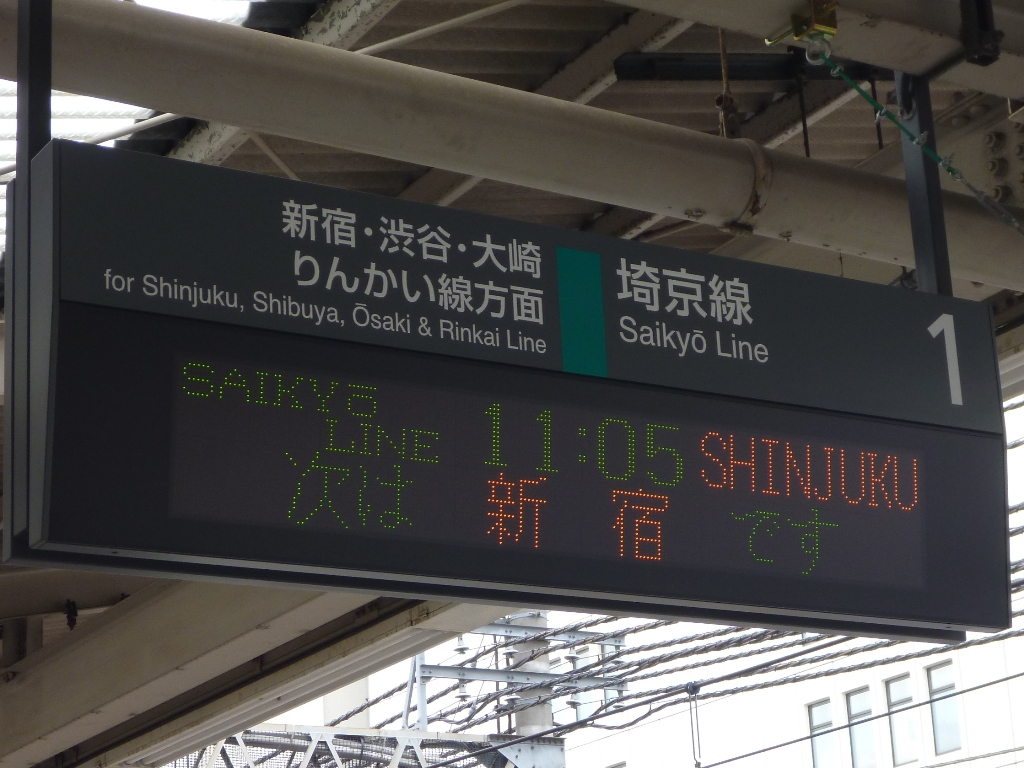 新宿・渋谷・大崎
りんかい線方面
for Shinjuku, Shibuya, Ōsaki & Rinkai Line
埼京線
Saikyō Line
1
SAIKYO
LINE 11:05 SHINJUKU
次は 新宿 です